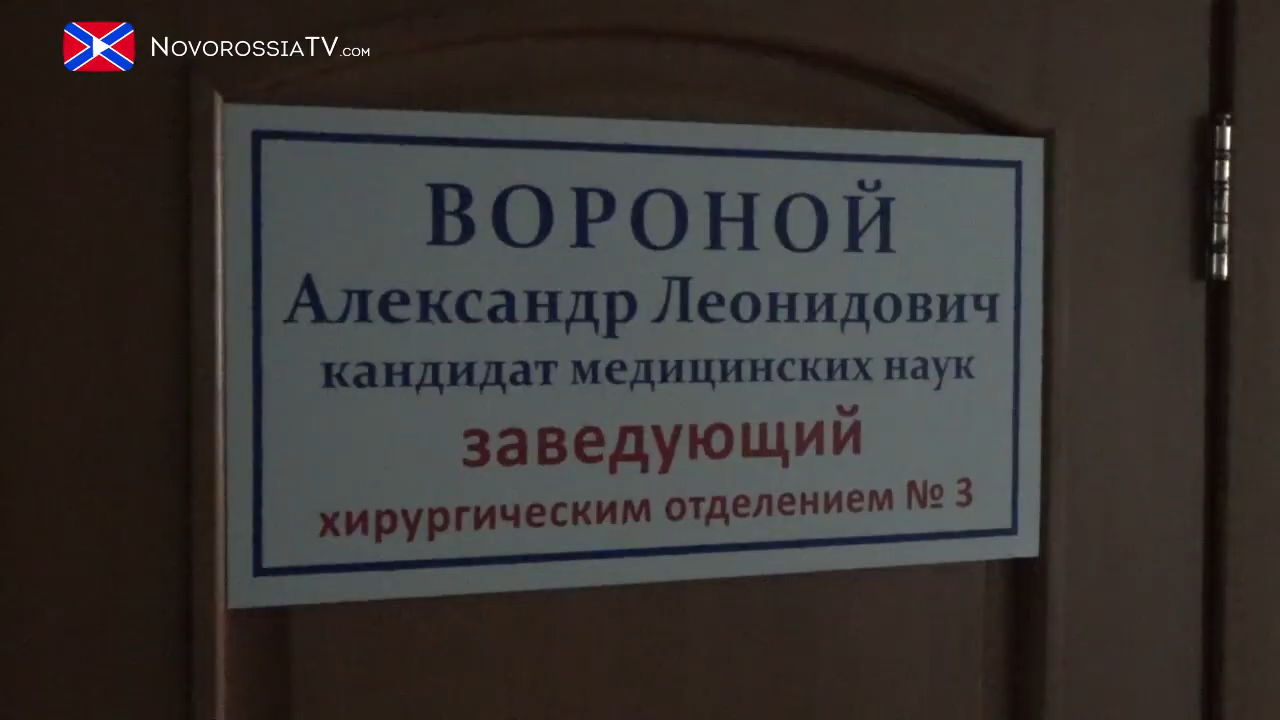 NovorossiaTV.com
ВОРОНОЙ
Александр Леонидович
кандидат медицинских наук
заведующий
хирургическим отделением № 3